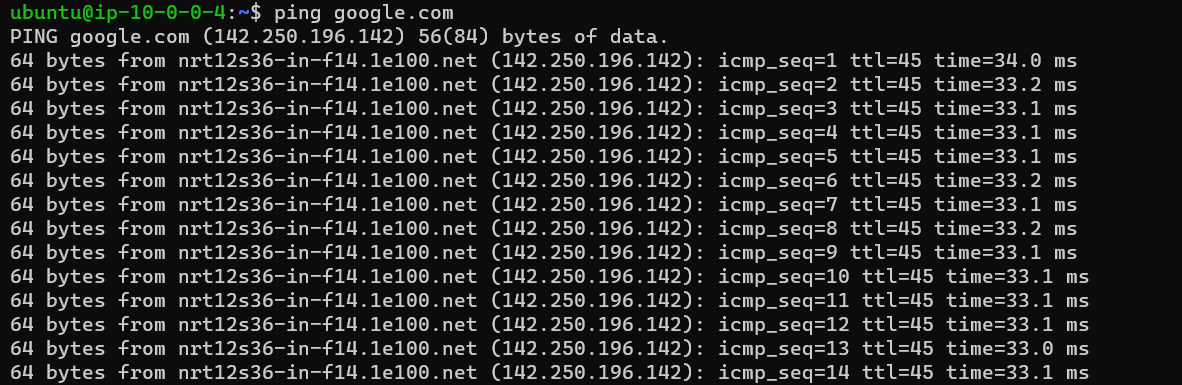 ubuntu@ip-10-0-0-4:~$ ping google.com
PING google.com (142.250.196.142) 56(84) bytes of data.
64 bytes from nrt12s36-in-f14.1e100.net (142.250.196.142): icmp_seq=1 ttl=45 time=34.0 ms
64 bytes from nrt12s36-in-f14.1e100.net (142.250.196.142): icmp_seq=2 ttl=45 time=33.2 ms
64 bytes from nrt12s36-in-f14.1e100.net (142.250.196.142): icmp_seq=3 ttl=45 time=33.1 ms
64 bytes from nrt12s36-in-f14.1e100.net (142.250.196.142): icmp_seq=4 ttl=45 time=33.1 ms
64 bytes from nrt12s36-in-f14.1e100.net (142.250.196.142): icmp_seq=5 ttl=45 time=33.1 ms
64 bytes from nrt12s36-in-f14.1e100.net (142.250.196.142): icmp_seq=6 ttl=45 time=33.2 ms
64 bytes from nrt12s36-in-f14.1e100.net (142.250.196.142): icmp_seq=7 ttl=45 time=33.1 ms
64 bytes from nrt12s36-in-f14.1e100.net (142.250.196.142): icmp_seq=8 ttl=45 time=33.2 ms
64 bytes from nrt12s36-in-f14.1e100.net (142.250.196.142): icmp_seq=9 ttl=45 time=33.1 ms
64 bytes from nrt12s36-in-f14.1e100.net (142.250.196.142): icmp_seq=10 ttl=45 time=33.1 ms
64 bytes from nrt12s36-in-f14.1e100.net (142.250.196.142): icmp_seq=11 ttl=45 time=33.1 ms
64 bytes from nrt12s36-in-f14.1e100.net (142.250.196.142): icmp_seq=12 ttl=45 time=33.1 ms
64 bytes from nrt12s36-in-f14.1e100.net (142.250.196.142): icmp_seq=13 ttl=45 time=33.0 ms
64 bytes from nrt12s36-in-f14.1e100.net (142.250.196.142): icmp_seq=14 ttl=45 time=33.1 ms